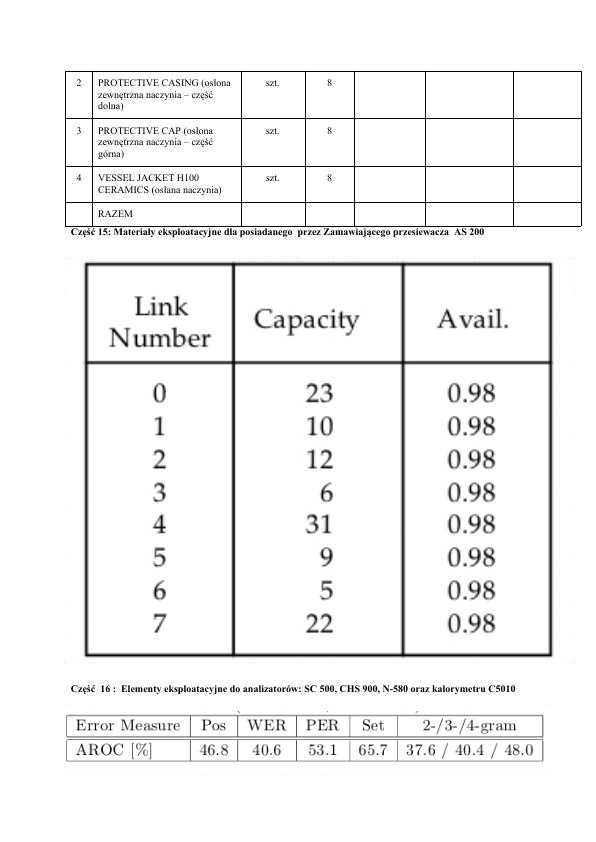 2 PROTECTIVE CASING (osłona szt. 8
zewnętrzna naczynia – część
dolna)
3 PROTECTIVE CAP (osłona szt. 8
zewnętrzna naczynia – część
górna)
4 VESSEL JACKET H100 szt. 8
CERAMICS (osłana naczynia)
RAZEM
Część 15: Materiały eksploatacyjne dla posiadanego przez Zamawiającego przesiewacza AS 200
Link Number Capacity Avail.
0 23 0.98
1 10 0.98
2 12 0.98
3 6 0.98
4 31 0.98
5 9 0.98
6 5 0.98
7 22 0.98
Część 16 : Elementy eksploatacyjne do analizatorów: SC 500, CHS 900, N-580 oraz kalorymetru C5010
Error Measure Pos WER PER Set 2-/3-/4-gram
AROC [%] 46.8 40.6 53.1 65.7 37.6 / 40.4 / 48.0